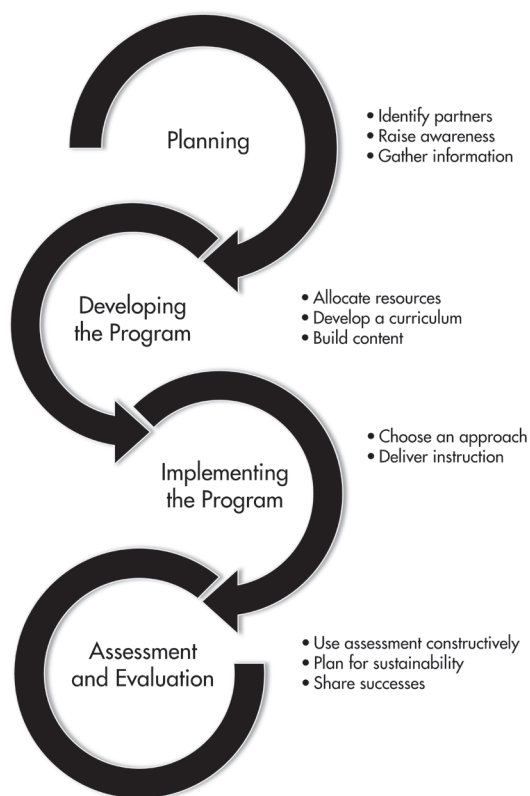 Planning
• Identify partners
• Raise awareness
• Gather information
Developing
the Program
• Allocate resources
• Develop a curriculum
• Build content
Implementing
the Program
• Choose an approach
• Deliver instruction
Assessment
and Evaluation
• Use assessment constructively
• Plan for sustainability
• Share successes